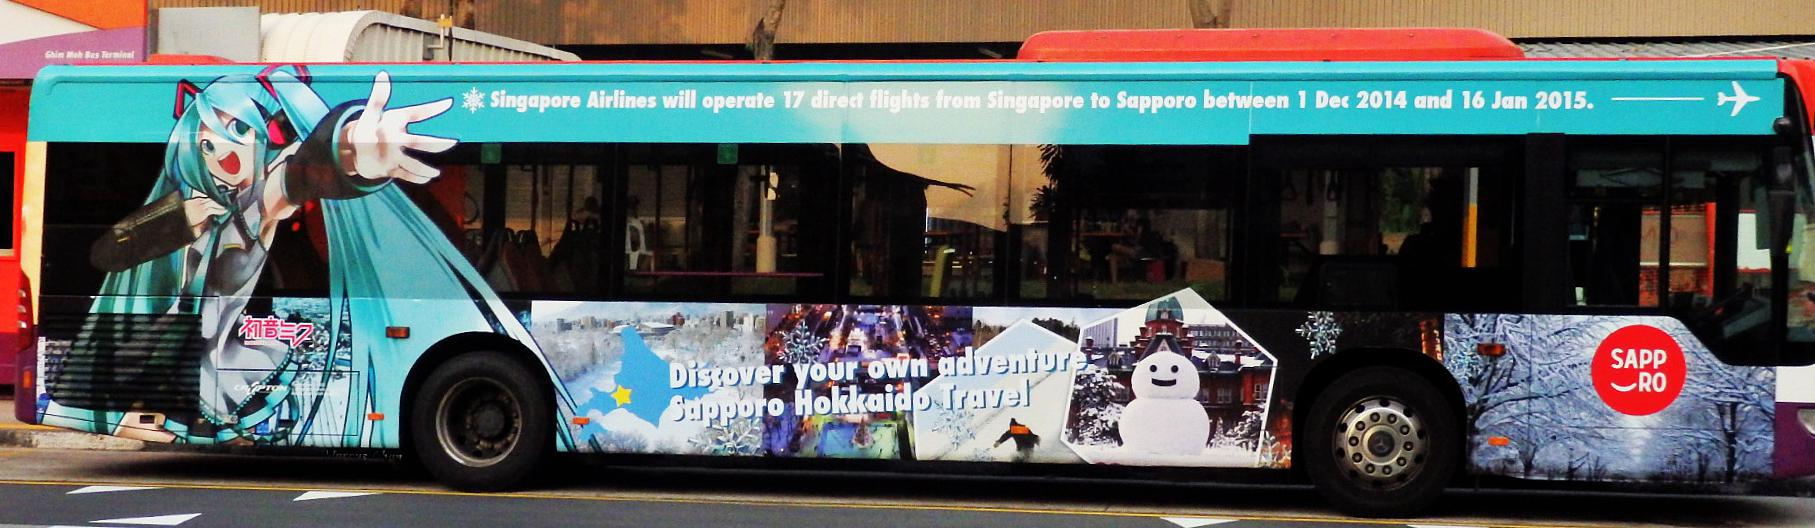 Ghim Moh Bus Terminal
Singapore Airlines will operate 17 direct flights from Singapore to Sapporo between 1 Dec 2014 and 16 Jan 2015.
初音ミク
CRYPTON
Discover your own adventure.
Sapporo Hokkaido Travel
SAPP
RO